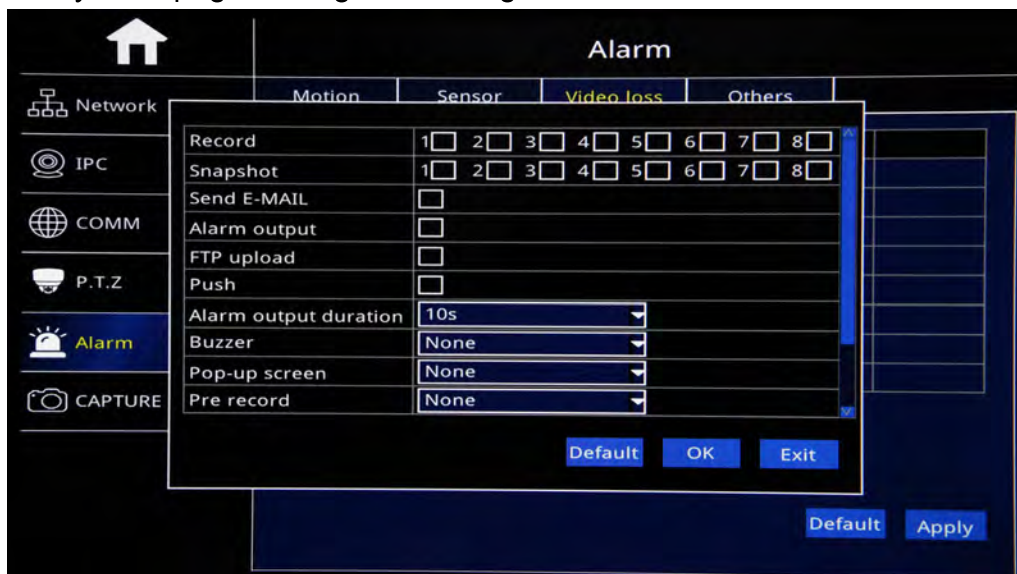 Alarm
Network
Motion Sensor Video loss Others
IPC
COMM
P.T.Z
Alarm
CAPTURE
Record 1 2 3 4 5 6 7 8
Snapshot 1 2 3 4 5 6 7 8
Send E-MAIL
Alarm output
FTP upload
Push
Alarm output duration 10s
Buzzer None
Pop-up screen None
Pre record None
Default OK Exit
Default Apply